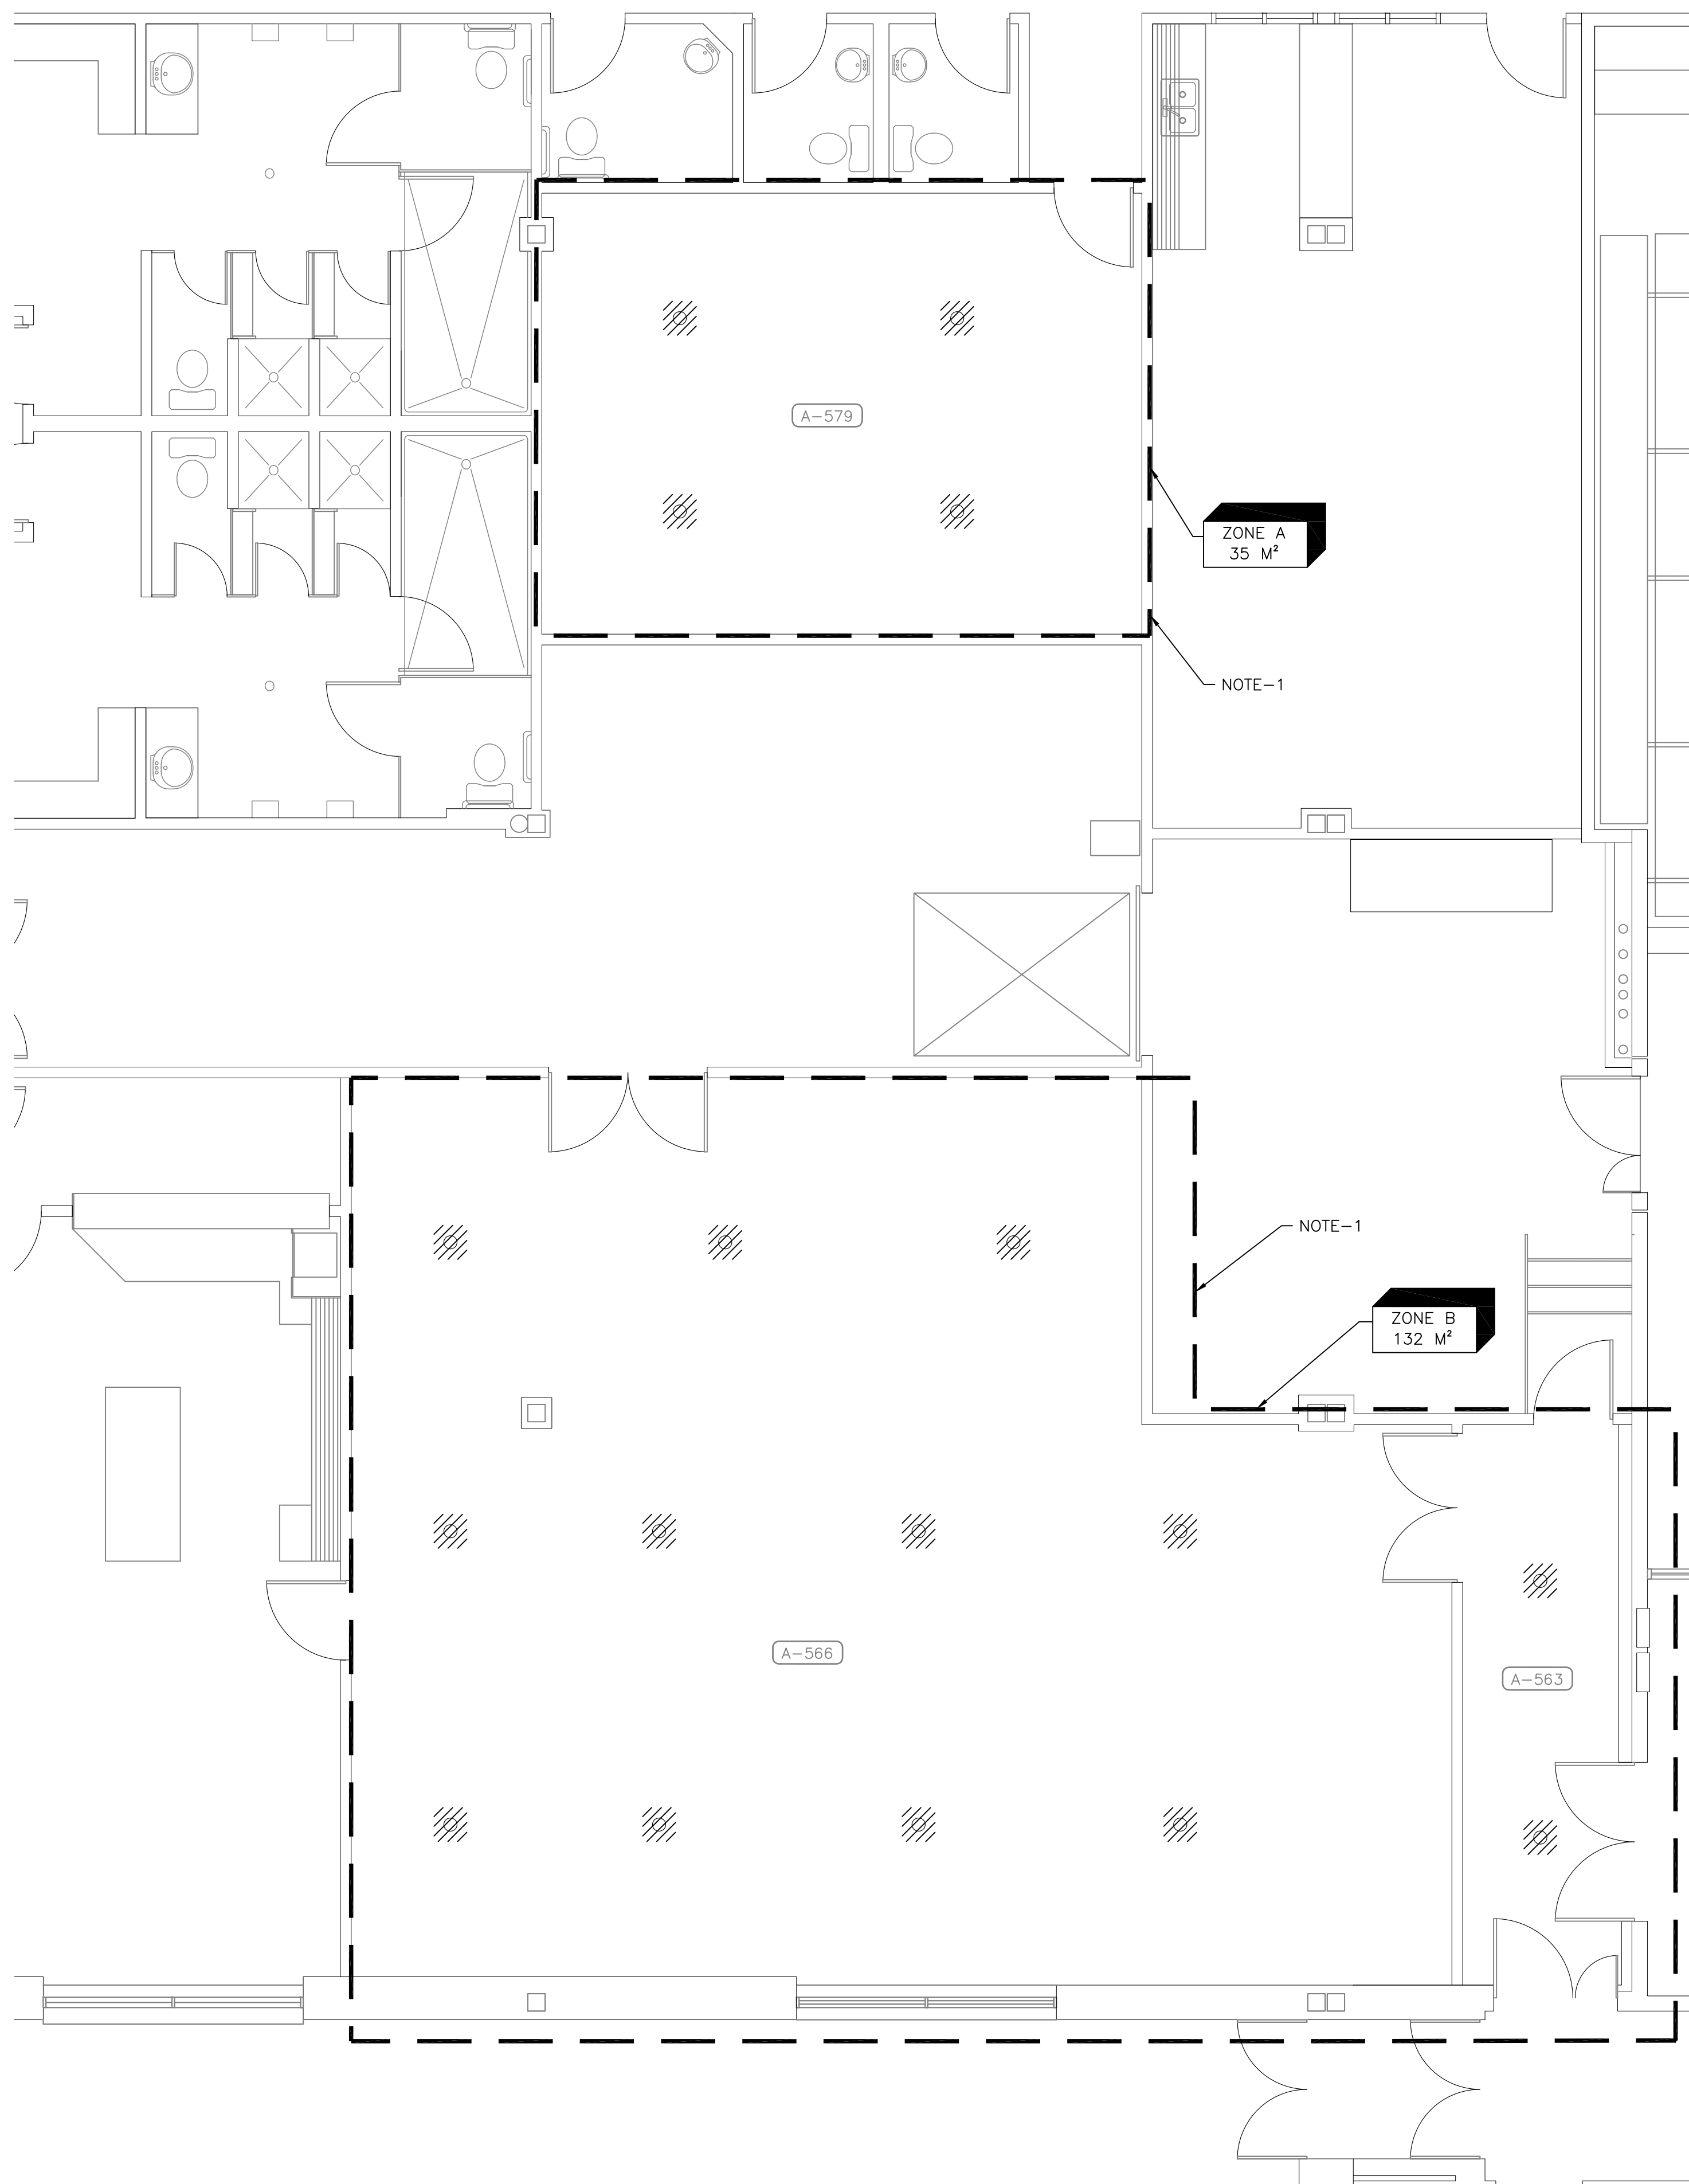 A-579
ZONE A
35 M²
NOTE-1
NOTE-1
ZONE B
132 M²
A-566
A-563